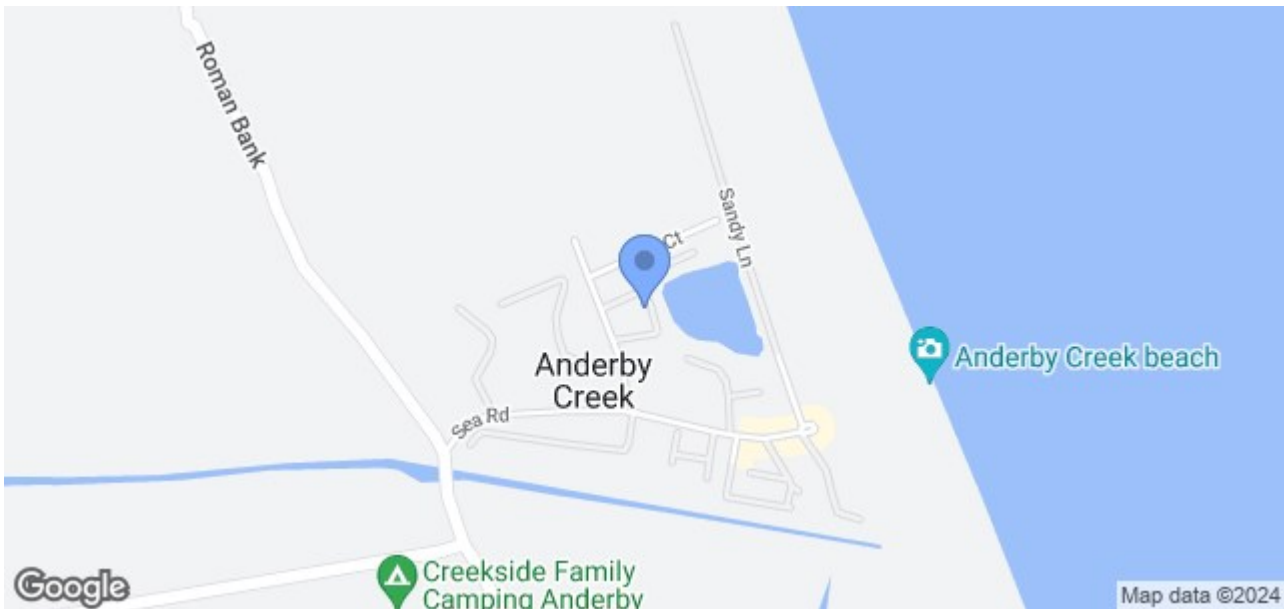 Roman Bank
Sandy Ln
Ct
Anderby
Creek
Anderby Creek beach
Sea Rd
Creekside Family
Camping Anderby
Google
Map data ©2024